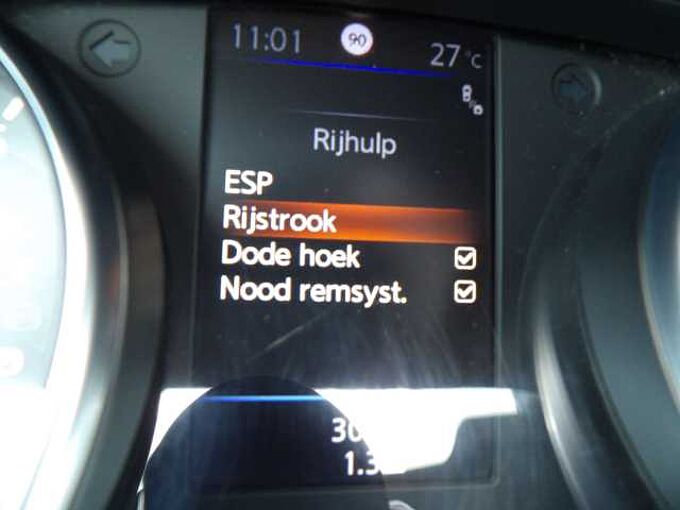 11:01 90 27 °C
Rijhulp
ESP
Rijstrook
Dode hoek
Nood remsyst.